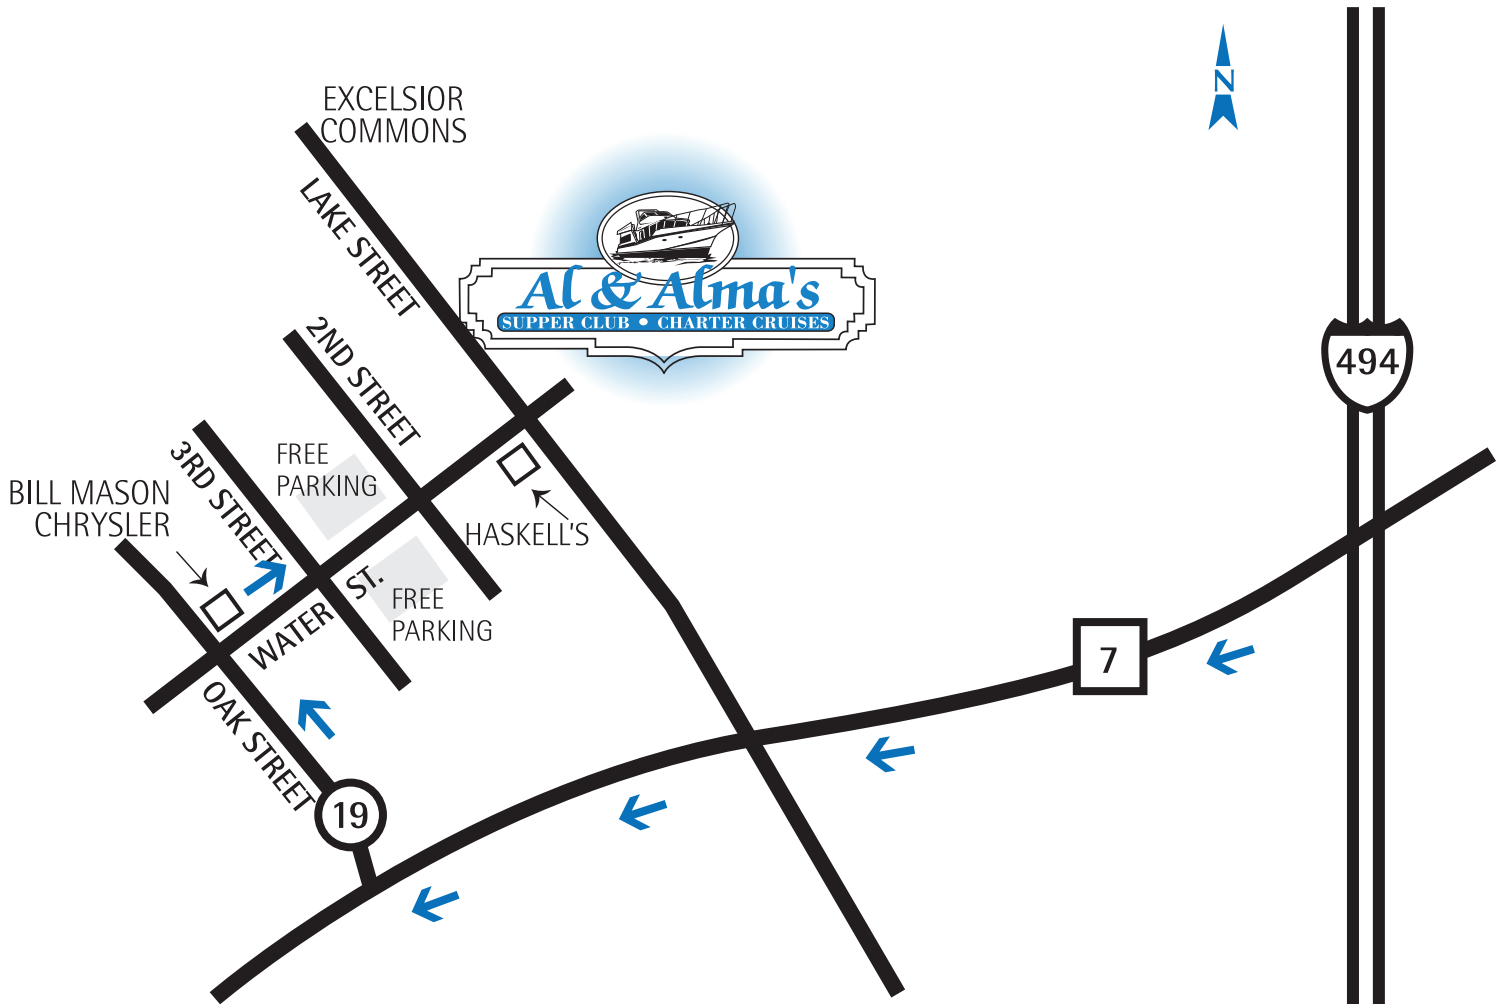 EXCELSIOR
COMMONS
N
LAKE STREET
Al & Alma's
SUPPER CLUB • CHARTER CRUISES
2ND STREET
494
3RD STREET
FREE
PARKING
BILL MASON
CHRYSLER
HASKELL'S
WATER ST.
FREE
PARKING
7
OAK STREET
19